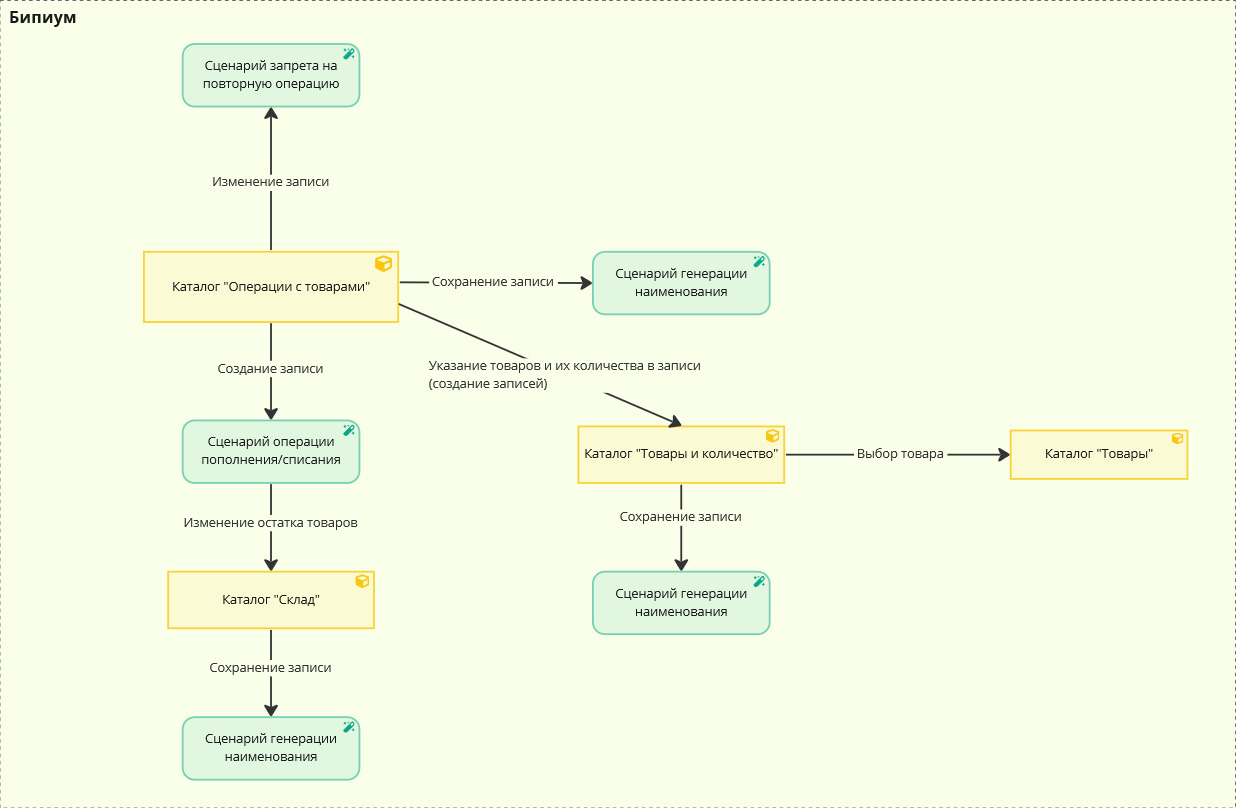 Бипиум
Сценарий запрета на
повторную операцию
Изменение записи
Каталог "Операции с товарами"
Сохранение записи
Сценарий генерации
наименования
Создание записи
Указание товаров и их количества в записи
(создание записей)
Сценарий операции
пополнения/списания
Каталог "Товары и количество"
Выбор товара
Каталог "Товары"
Изменение остатка товаров
Сохранение записи
Каталог "Склад"
Сценарий генерации
наименования
Сохранение записи
Сценарий генерации
наименования